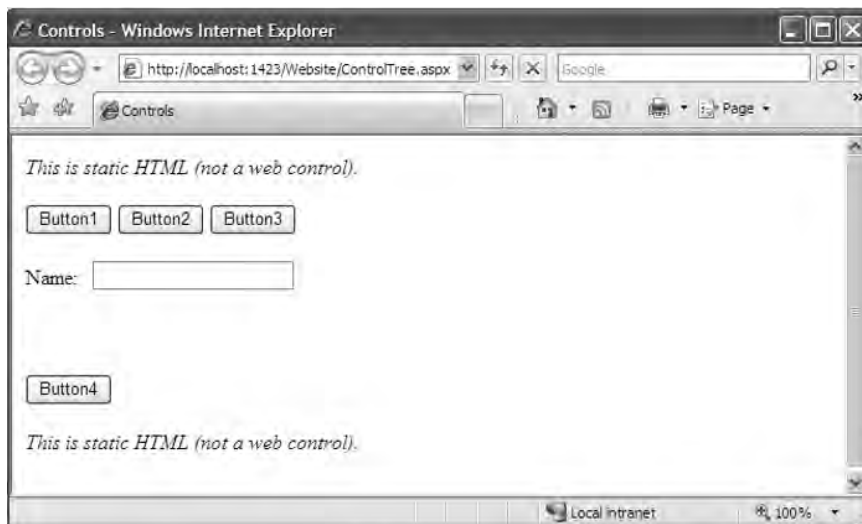 Controls - Windows Internet Explorer
http://localhost:1423/Website/ControlTree.aspx
Google
Controls
Page
»
This is static HTML (not a web control).
Button1 Button2 Button3
Name:
Button4
This is static HTML (not a web control).
Local intranet 100%